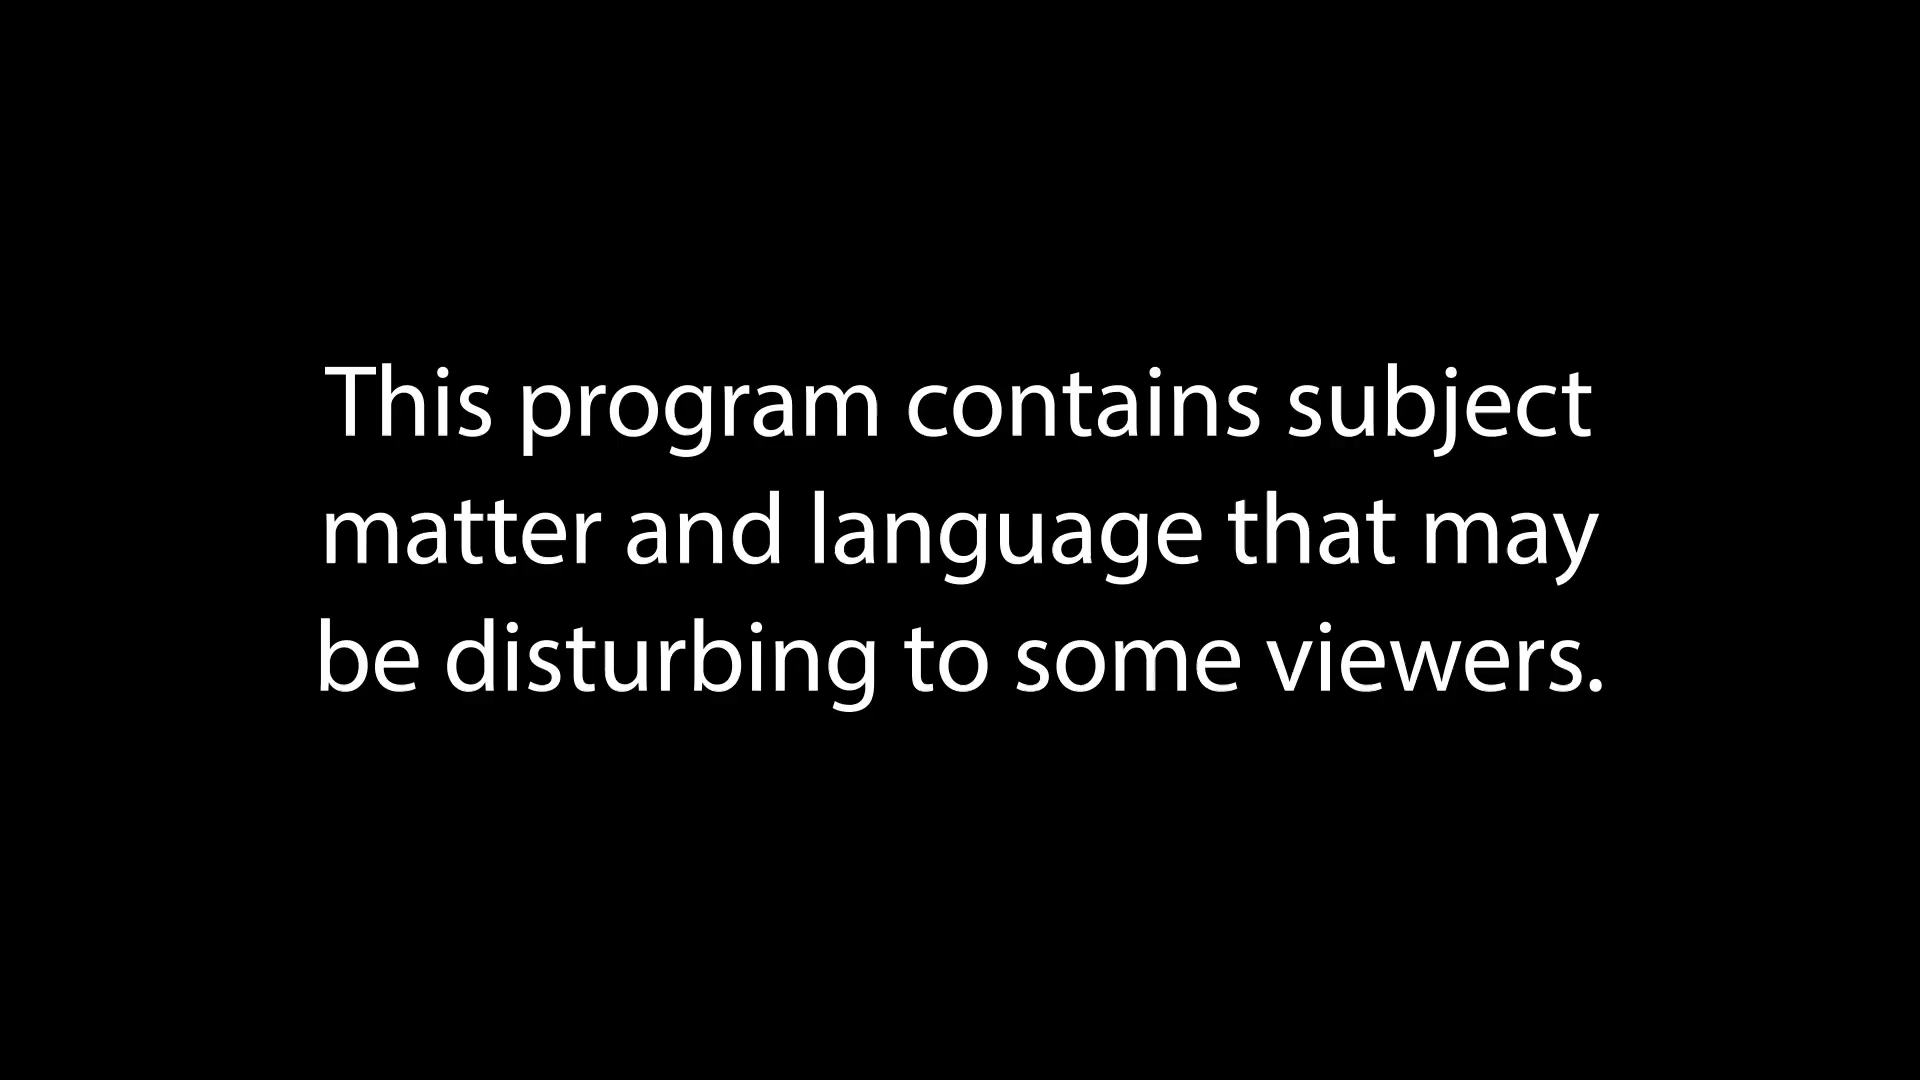 This program contains subject
matter and language that may
be disturbing to some viewers.